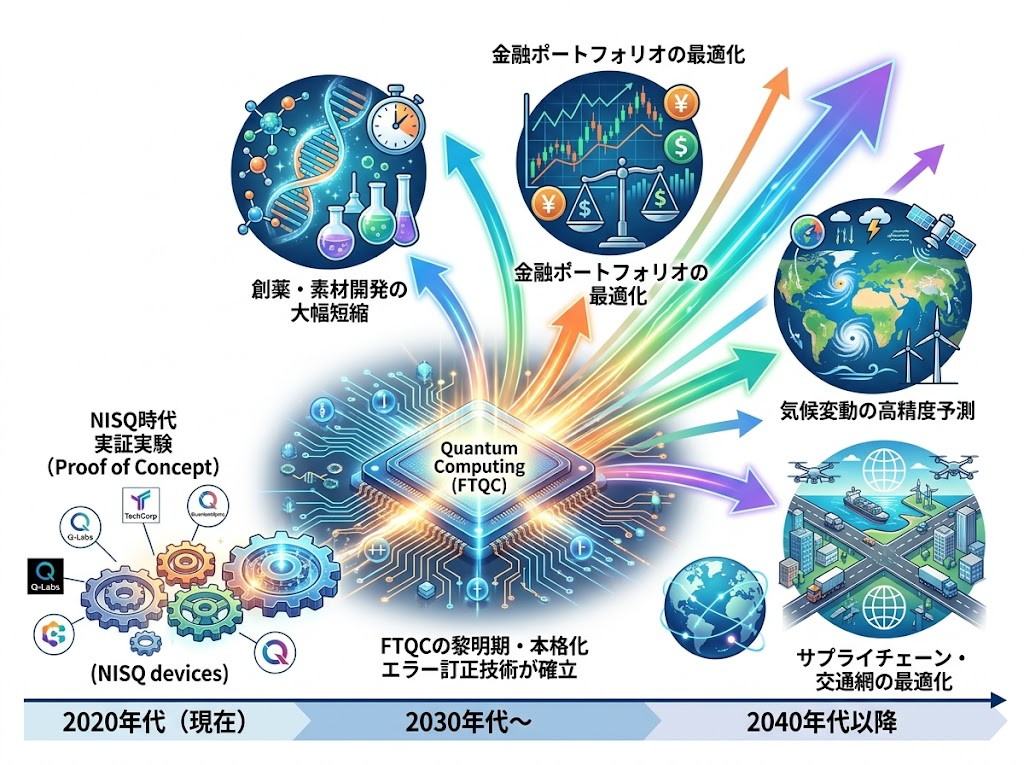 金融ポートフォリオの最適化
創薬・素材開発の
大幅短縮
金融ポートフォリオの
最適化
気候変動の高精度予測
Quantum
Computing
(FTQC)
NISQ時代
実証実験
（Proof of Concept）
TechCorp
Q-Labs
Q-Labs
(NISQ devices)
FTQCの黎明期・本格化
エラー訂正技術が確立
サプライチェーン・
交通網の最適化
2020年代（現在）
2030年代～
2040年代以降